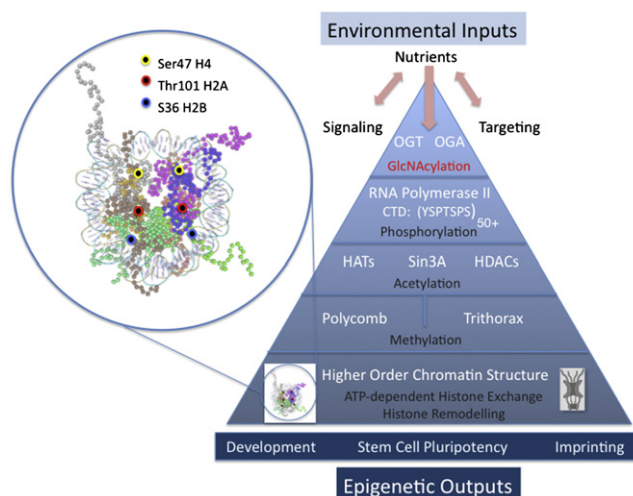 Environmental Inputs
Nutrients
Ser47 H4
Thr101 H2A
S36 H2B
Signaling
Targeting
OGT OGA
GlcNAcylation
RNA Polymerase II
CTD: (YSPTSPS)50+
Phosphorylation
HATs Sin3A HDACs
Acetylation
Polycomb Trithorax
Methylation
Higher Order Chromatin Structure
ATP-dependent Histone Exchange
Histone Remodelling
Development Stem Cell Pluripotency Imprinting
Epigenetic Outputs